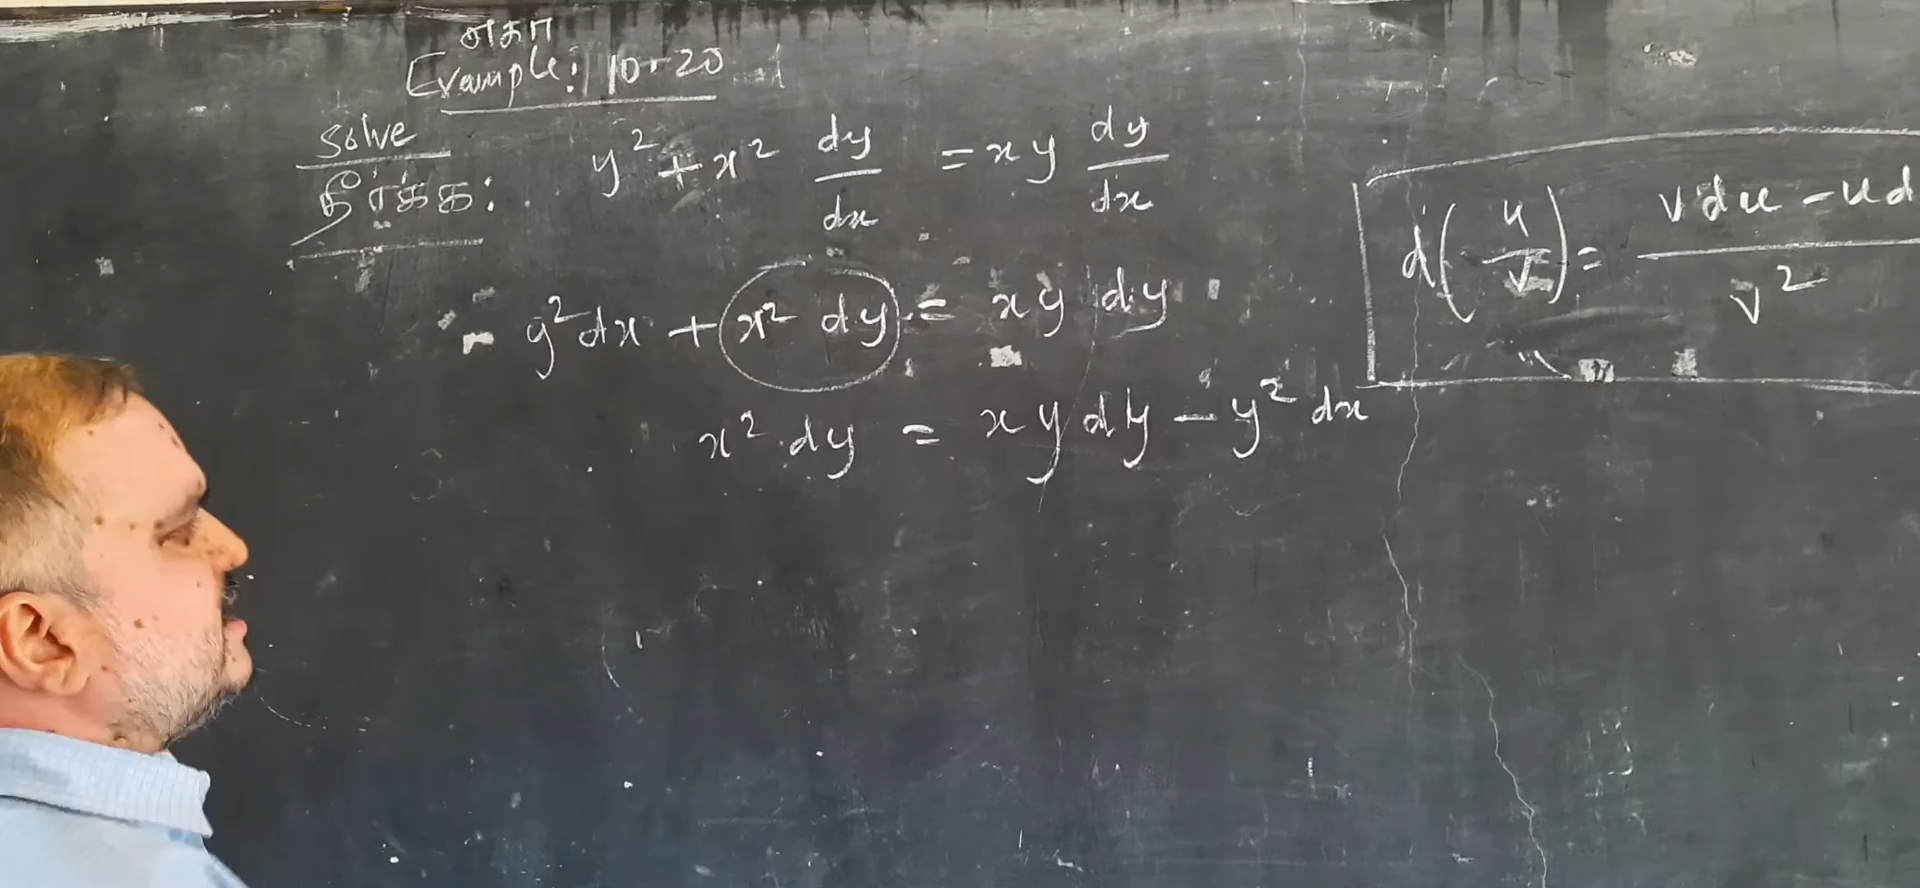 எகா
Example: 10.20
Solve
தீர்க்க: y² + x² dy/dx = xy dy/dx
y²dx + x² dy = xy dy
x² dy = xy dy - y² dx
d(u/v) = vdu - ud / v²